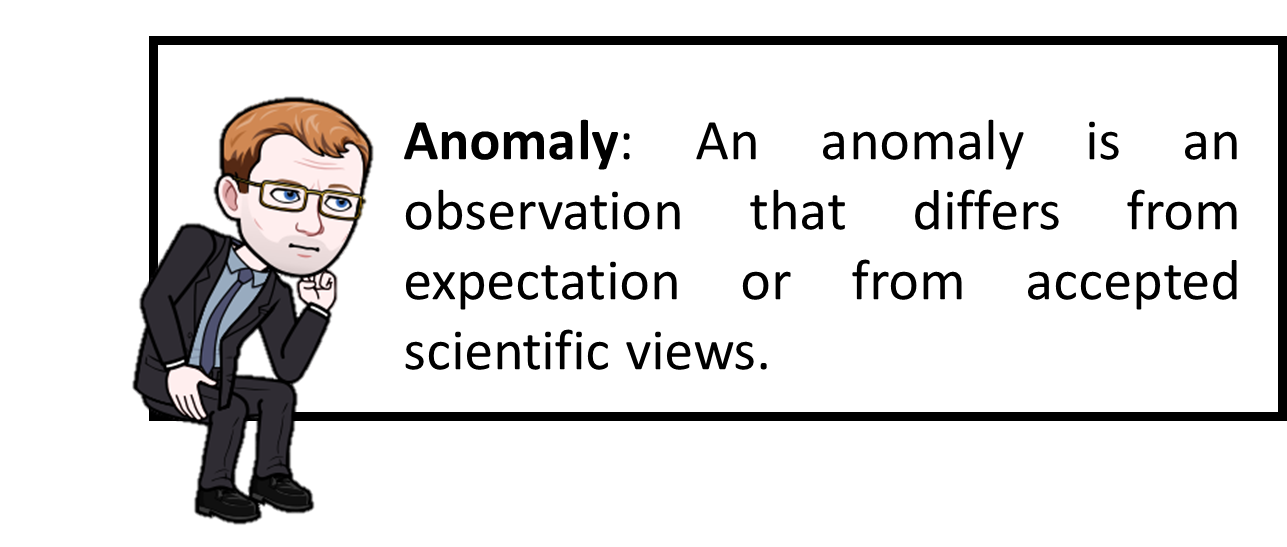 Anomaly: An anomaly is an
observation that differs from
expectation or from accepted
scientific views.